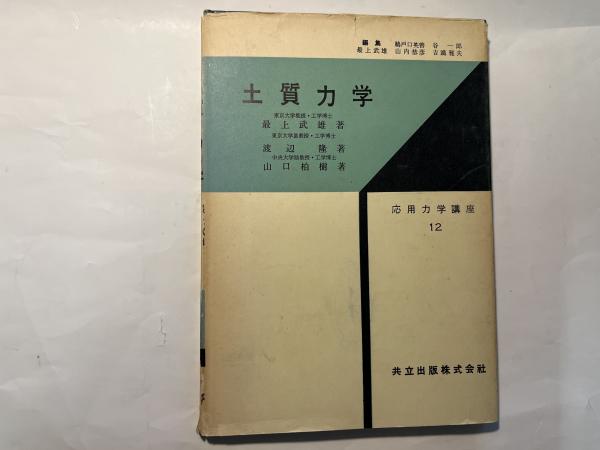 編集 鵜戸口英善 谷一郎
最上武雄 山内恭彦 吉識雅夫
土質力学
東京大学教授・工学博士
最上武雄著
東京大学助教授・工学博士
渡辺隆著
中央大学助教授・工学博士
山口柏樹著
応用力学講座
12
共立出版株式会社